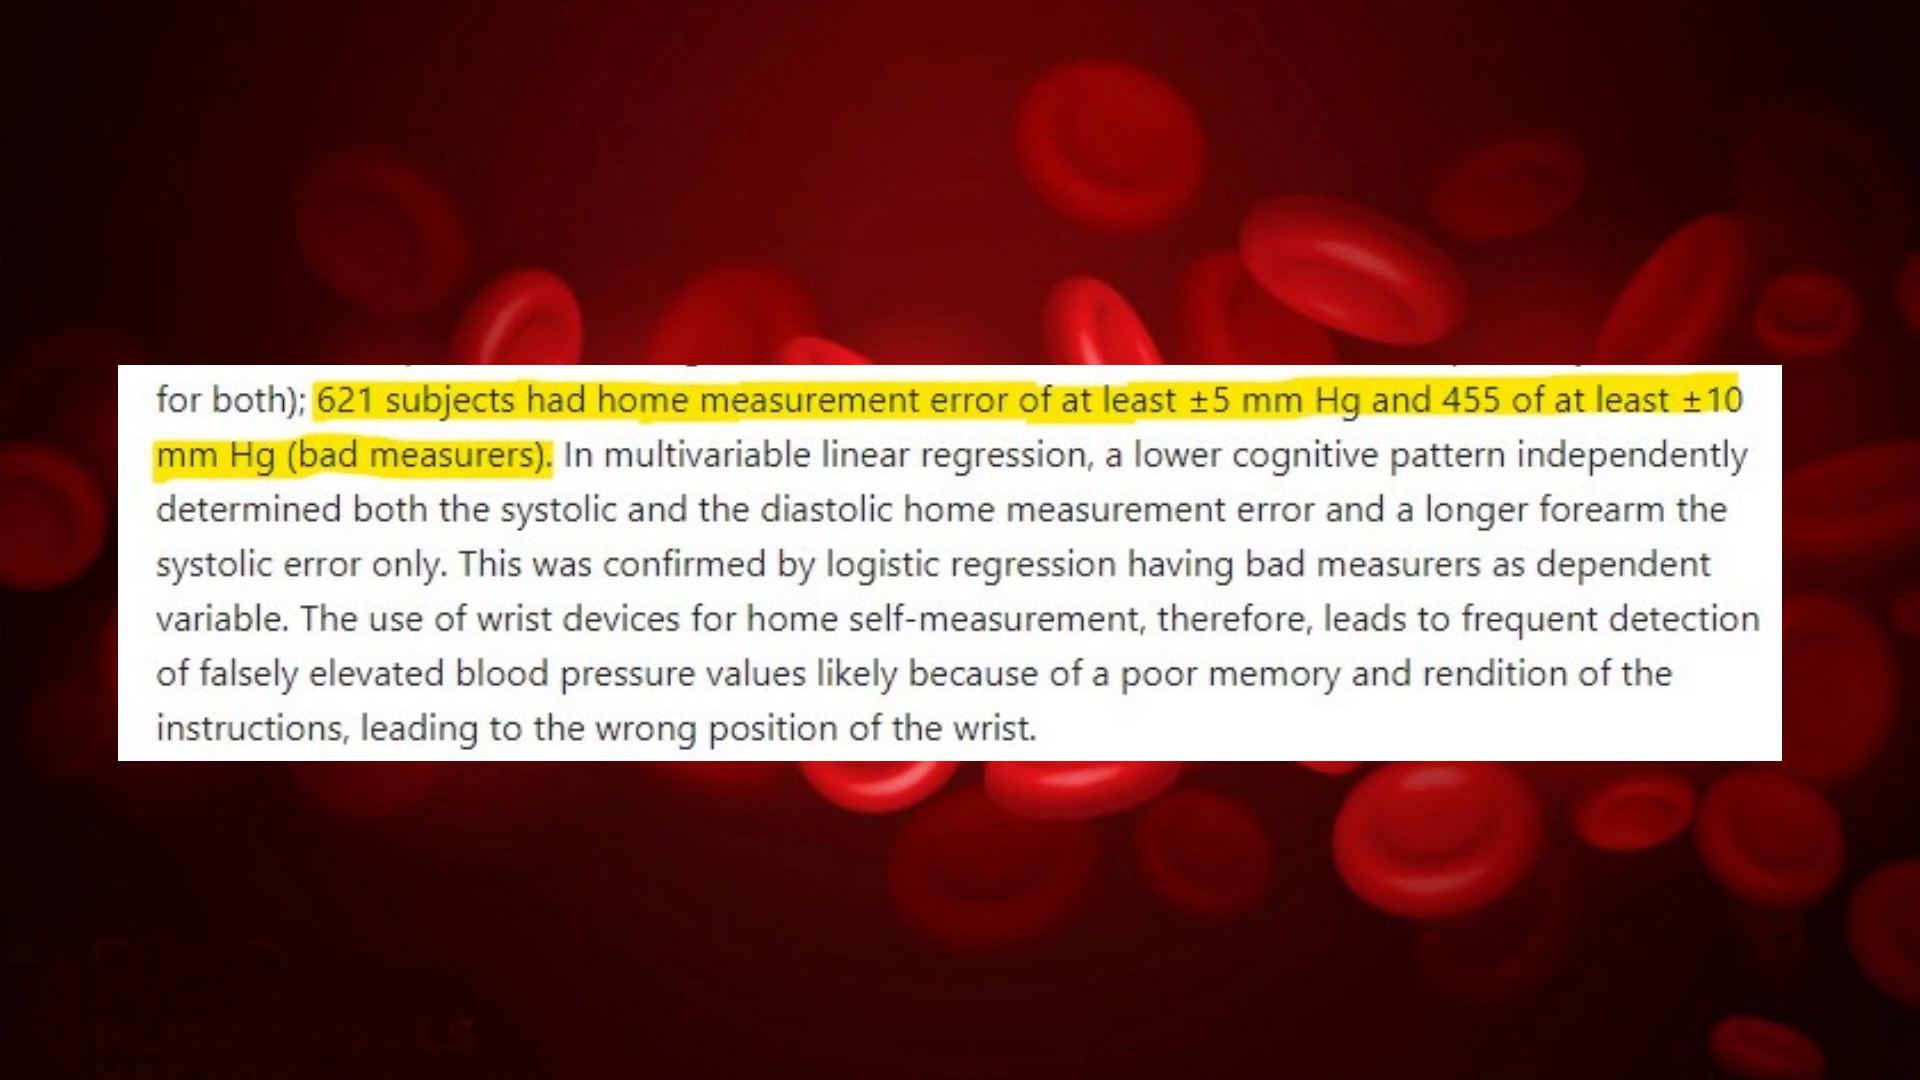 for both); 621 subjects had home measurement error of at least ±5 mm Hg and 455 of at least ±10
mm Hg (bad measurers). In multivariable linear regression, a lower cognitive pattern independently
determined both the systolic and the diastolic home measurement error and a longer forearm the
systolic error only. This was confirmed by logistic regression having bad measurers as dependent
variable. The use of wrist devices for home self-measurement, therefore, leads to frequent detection
of falsely elevated blood pressure values likely because of a poor memory and rendition of the
instructions, leading to the wrong position of the wrist.